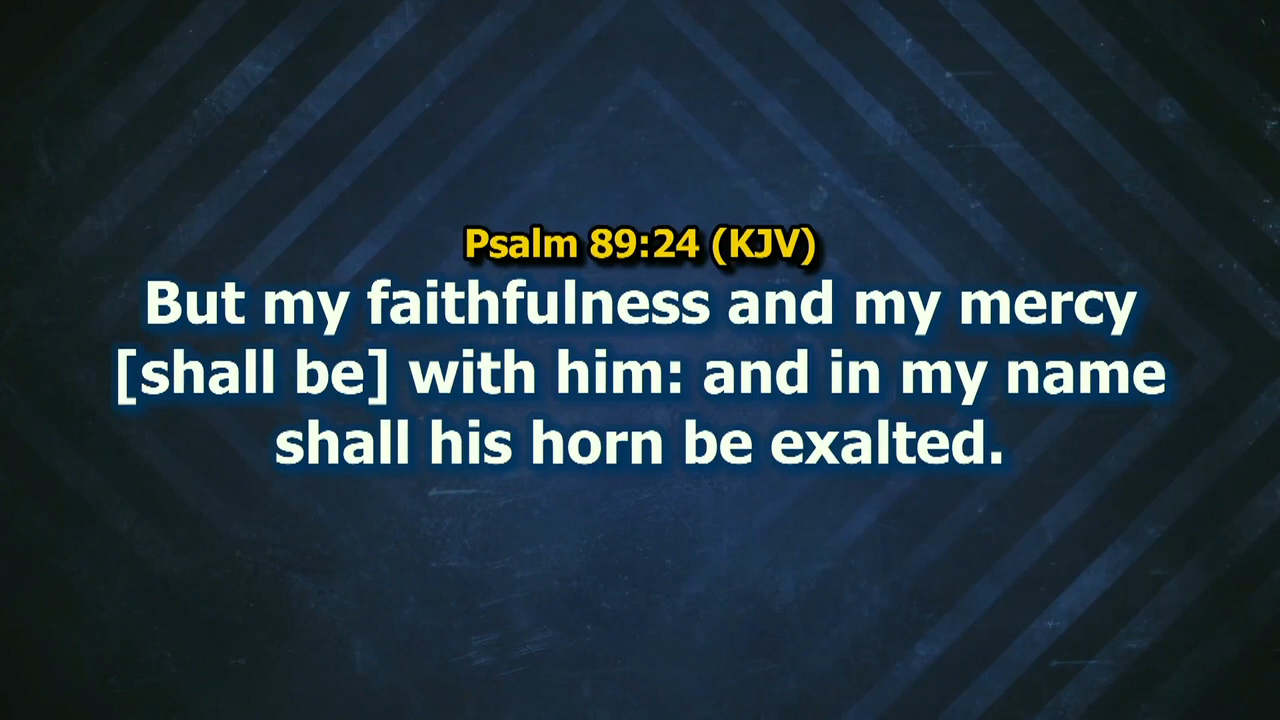 Psalm 89:24 (KJV)
But my faithfulness and my mercy
[shall be] with him: and in my name
shall his horn be exalted.